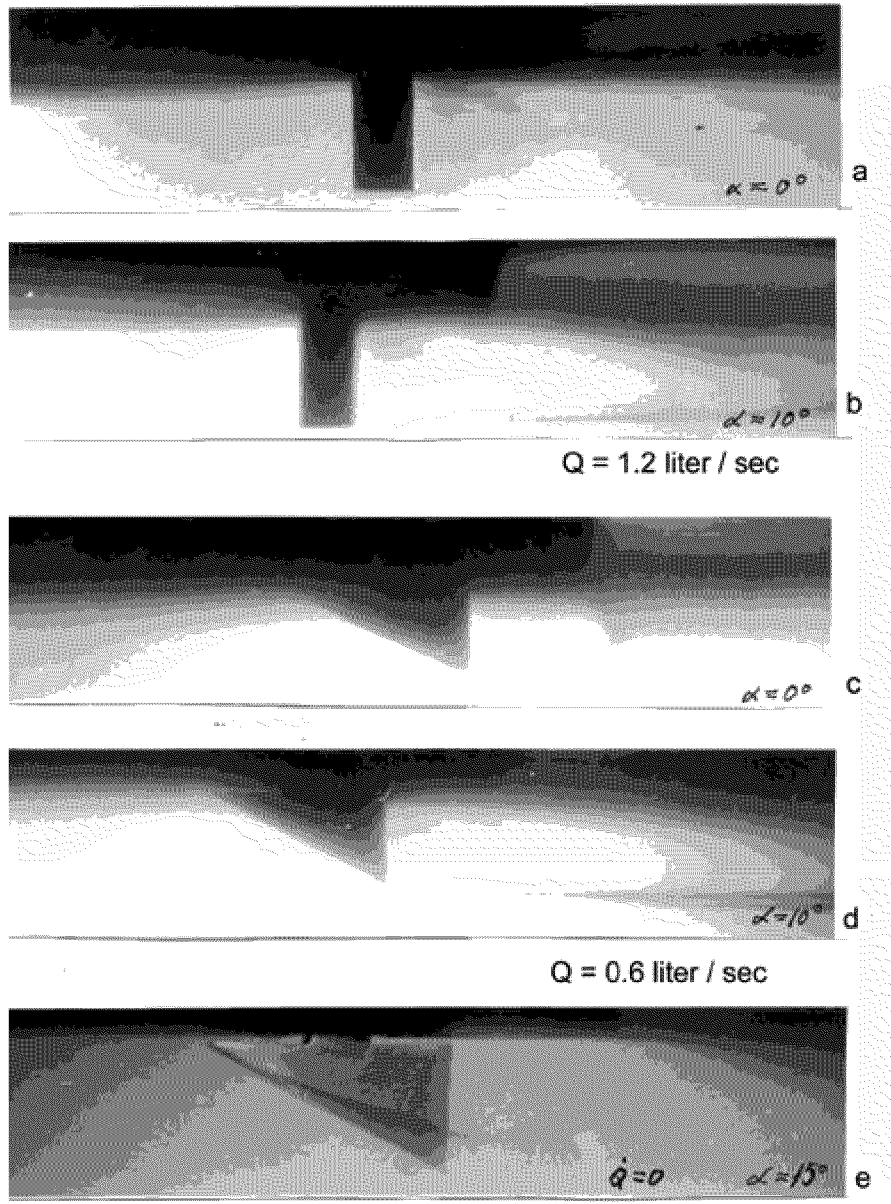 α = 0° a
α = 10° b
Q = 1.2 liter / sec
α = 0° c
α = 10° d
Q = 0.6 liter / sec
Q̇ = 0 α = 15° e